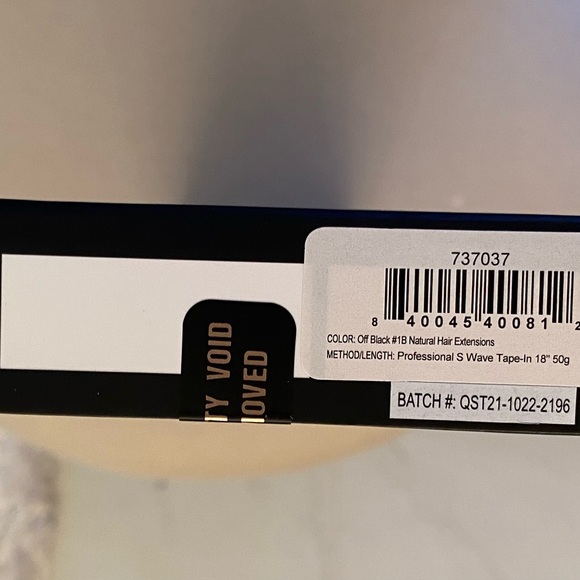 737037
8 40045 40081 2
COLOR: Off Black #1B Natural Hair Extensions
METHOD/LENGTH: Professional S Wave Tape-In 18" 50g
BATCH #: QST21-1022-2196
TY VOID
OVED